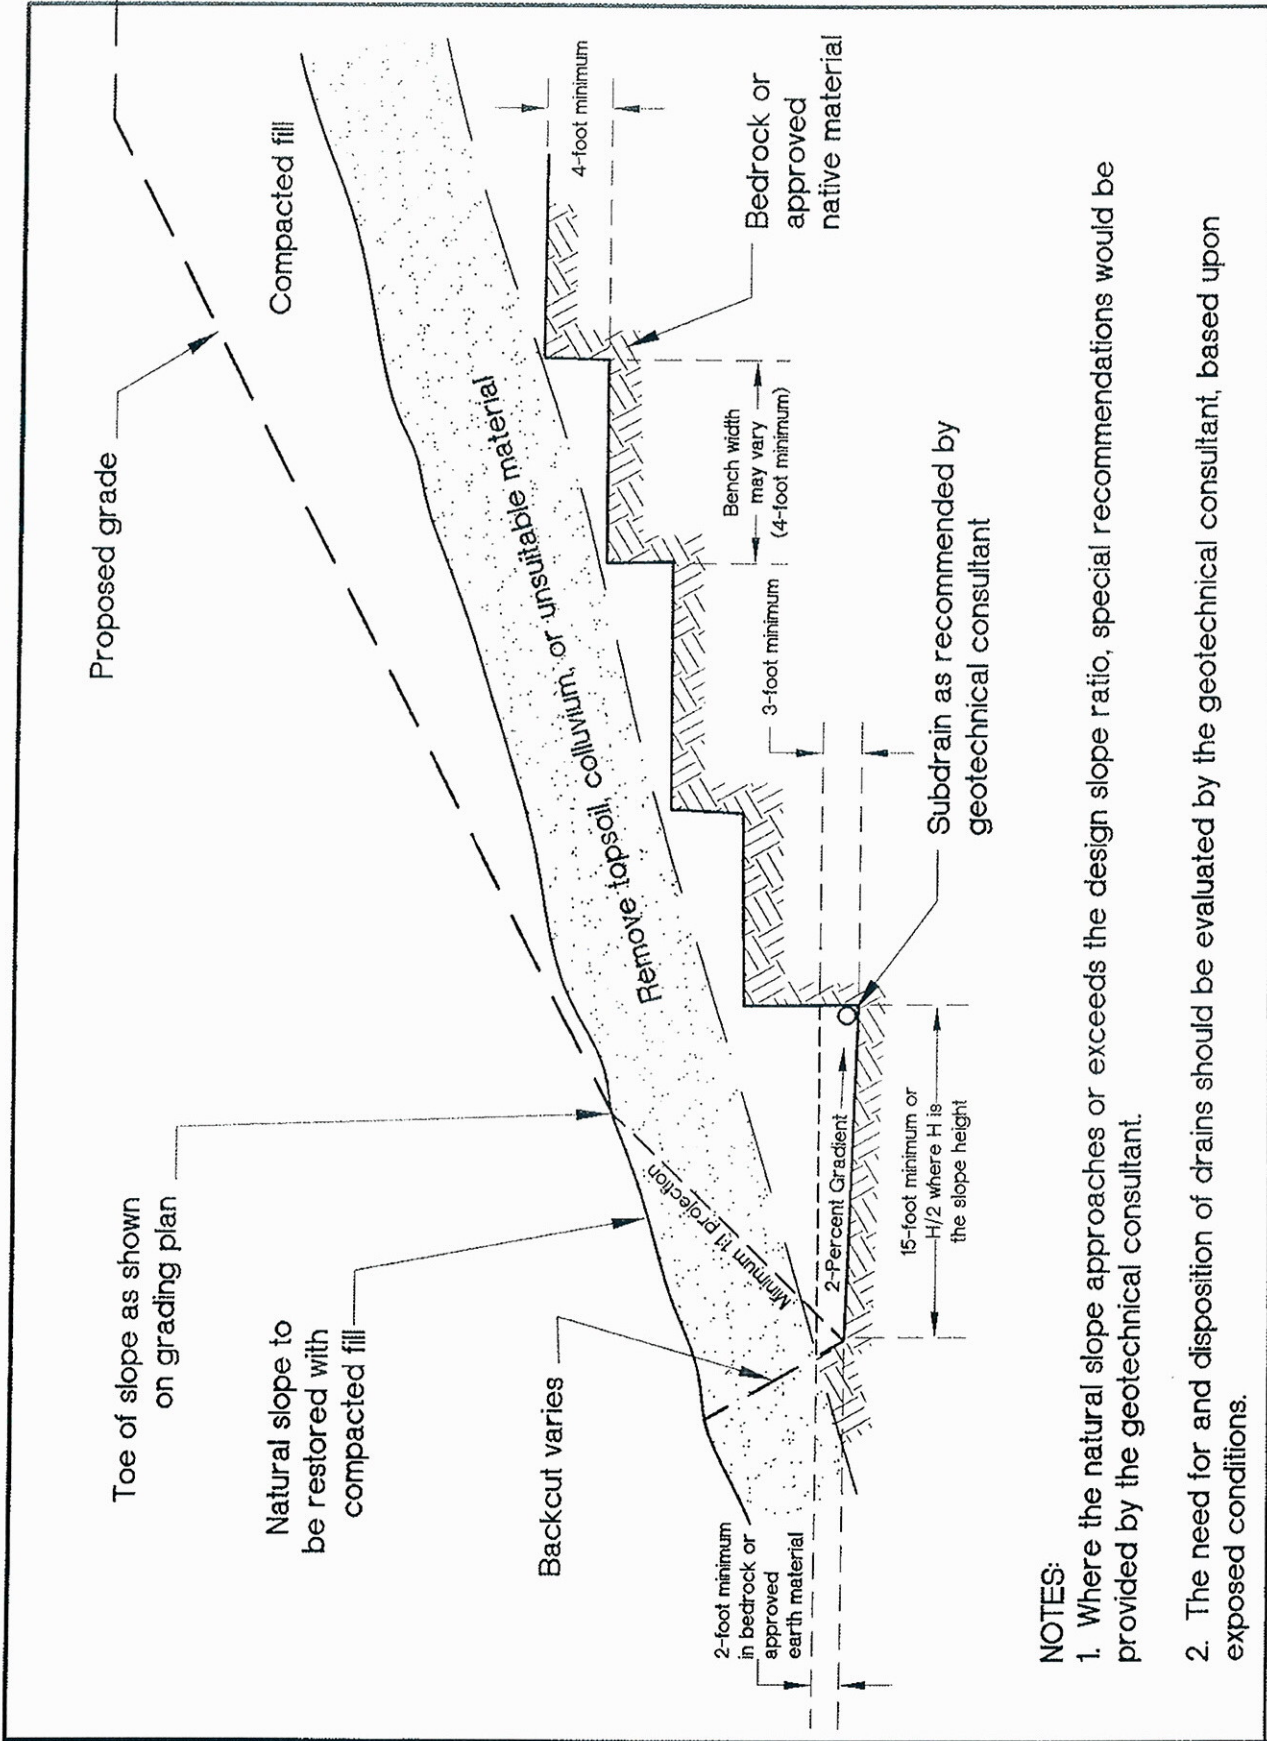 Proposed grade
Toe of slope as shown
on grading plan
Compacted fill
Natural slope to
be restored with
compacted fill
Remove topsoil, colluvium, or unsuitable material
4-foot minimum
Backcut varies
Minimum 1:1 projection
Bedrock or
approved
native material
Bench width
may vary
(4-foot minimum)
3-foot minimum
2-foot minimum
in bedrock or
approved
earth material
2-Percent Gradient
15-foot minimum or
H/2 where H is
the slope height
Subdrain as recommended by
geotechnical consultant
NOTES:
1. Where the natural slope approaches or exceeds the design slope ratio, special recommendations would be
provided by the geotechnical consultant.
2. The need for and disposition of drains should be evaluated by the geotechnical consultant, based upon
exposed conditions.